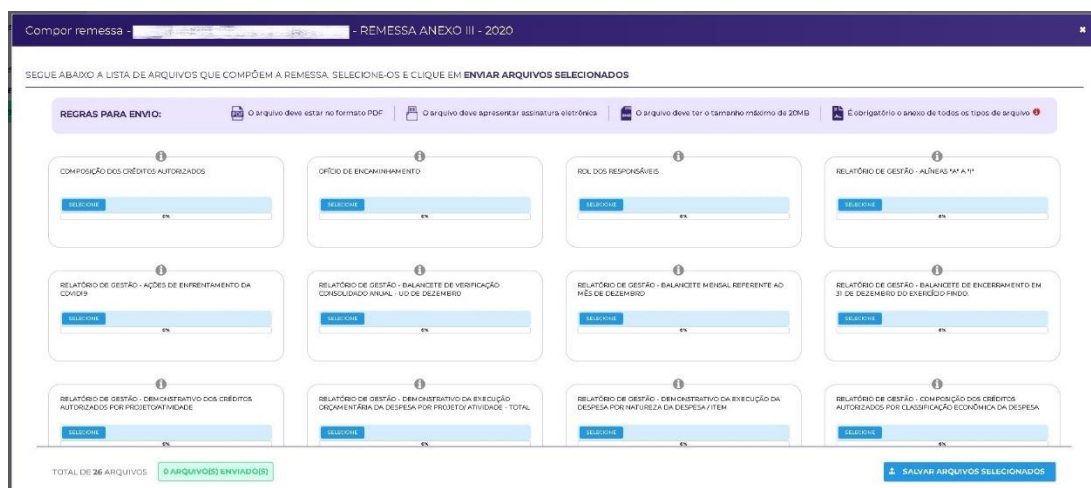 Compor remessa - - REMESSA ANEXO III - 2020
SEGUE ABAIXO A LISTA DE ARQUIVOS QUE COMPÕEM A REMESSA. SELECIONE-OS E CLIQUE EM ENVIAR ARQUIVOS SELECIONADOS
REGRAS PARA ENVIO: O arquivo deve estar no formato PDF O arquivo deve apresentar assinatura eletrônica O arquivo deve ter o tamanho máximo de 20MB É obrigatório o anexo de todos os tipos de arquivo
COMPOSIÇÃO DOS CRÉDITOS AUTORIZADOS
SELECIONE
0%
OFÍCIO DE ENCAMINHAMENTO
SELECIONE
0%
ROL DOS RESPONSÁVEIS
SELECIONE
0%
RELATÓRIO DE GESTÃO - ALÍNEAS "A" A "I"
SELECIONE
0%
RELATÓRIO DE GESTÃO - AÇÕES DE ENFRENTAMENTO DA
COVID19
SELECIONE
0%
RELATÓRIO DE GESTÃO - BALANCETE DE VERIFICAÇÃO
CONSOLIDADO ANUAL - UO DE DEZEMBRO
SELECIONE
0%
RELATÓRIO DE GESTÃO - BALANCETE MENSAL REFERENTE AO
MÊS DE DEZEMBRO
SELECIONE
0%
RELATÓRIO DE GESTÃO - BALANCETE DE ENCERRAMENTO EM
31 DE DEZEMBRO DO EXERCÍCIO FINDO.
SELECIONE
0%
RELATÓRIO DE GESTÃO - DEMONSTRATIVO DOS CRÉDITOS
AUTORIZADOS POR PROJETO/ATIVIDADE
SELECIONE
0%
RELATÓRIO DE GESTÃO - DEMONSTRATIVO DA EXECUÇÃO
ORÇAMENTÁRIA DA DESPESA POR PROJETO/ ATIVIDADE - TOTAL
SELECIONE
0%
RELATÓRIO DE GESTÃO - DEMONSTRATIVO DA EXECUÇÃO DA
DESPESA POR NATUREZA DA DESPESA / ITEM
SELECIONE
0%
RELATÓRIO DE GESTÃO - COMPOSIÇÃO DOS CRÉDITOS
AUTORIZADOS POR CLASSIFICAÇÃO ECONÔMICA DA DESPESA
SELECIONE
0%
TOTAL DE 26 ARQUIVOS 0 ARQUIVO(S) ENVIADO(S) SALVAR ARQUIVOS SELECIONADOS